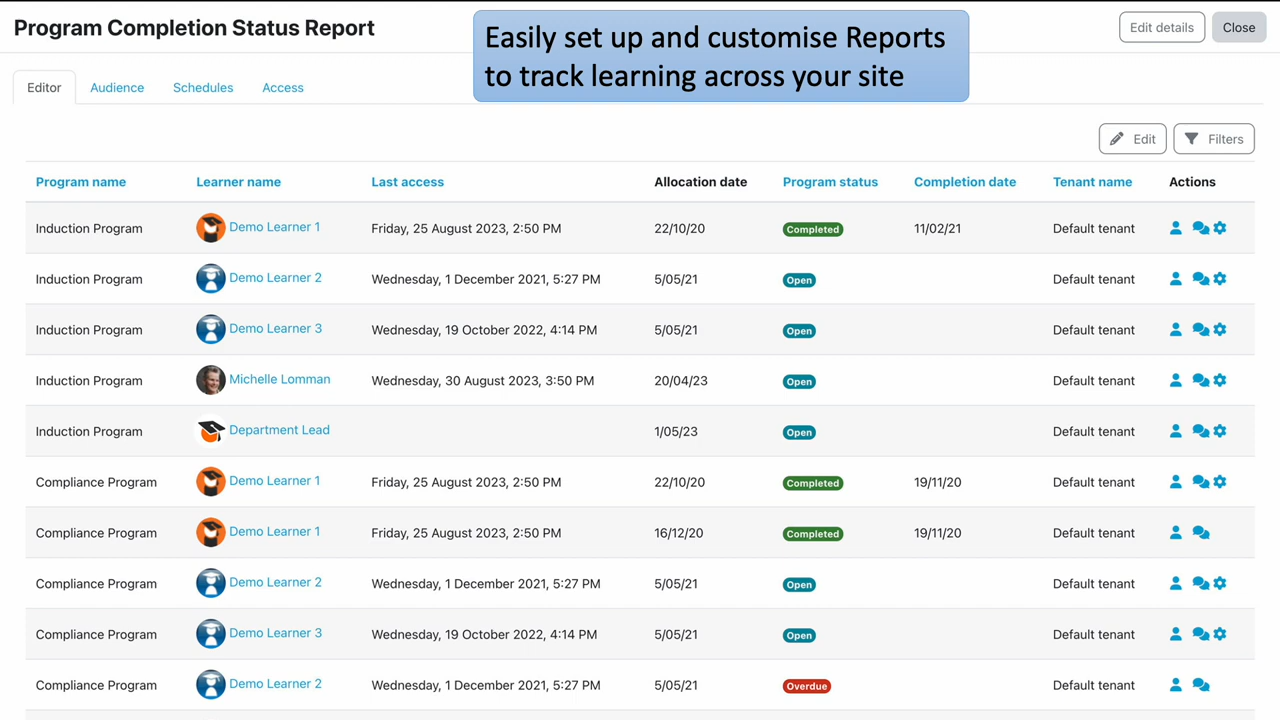 Program Completion Status Report
Easily set up and customise Reports
to track learning across your site
Edit details
Close
Editor
Audience
Schedules
Access
Edit
Filters
Program name Learner name Last access Allocation date Program status Completion date Tenant name Actions
Induction Program Demo Learner 1 Friday, 25 August 2023, 2:50 PM 22/10/20 Completed 11/02/21 Default tenant
Induction Program Demo Learner 2 Wednesday, 1 December 2021, 5:27 PM 5/05/21 Open Default tenant
Induction Program Demo Learner 3 Wednesday, 19 October 2022, 4:14 PM 5/05/21 Open Default tenant
Induction Program Michelle Lomman Wednesday, 30 August 2023, 3:50 PM 20/04/23 Open Default tenant
Induction Program Department Lead 1/05/23 Open Default tenant
Compliance Program Demo Learner 1 Friday, 25 August 2023, 2:50 PM 22/10/20 Completed 19/11/20 Default tenant
Compliance Program Demo Learner 1 Friday, 25 August 2023, 2:50 PM 16/12/20 Completed 19/11/20 Default tenant
Compliance Program Demo Learner 2 Wednesday, 1 December 2021, 5:27 PM 5/05/21 Open Default tenant
Compliance Program Demo Learner 3 Wednesday, 19 October 2022, 4:14 PM 5/05/21 Open Default tenant
Compliance Program Demo Learner 2 Wednesday, 1 December 2021, 5:27 PM 5/05/21 Overdue Default tenant